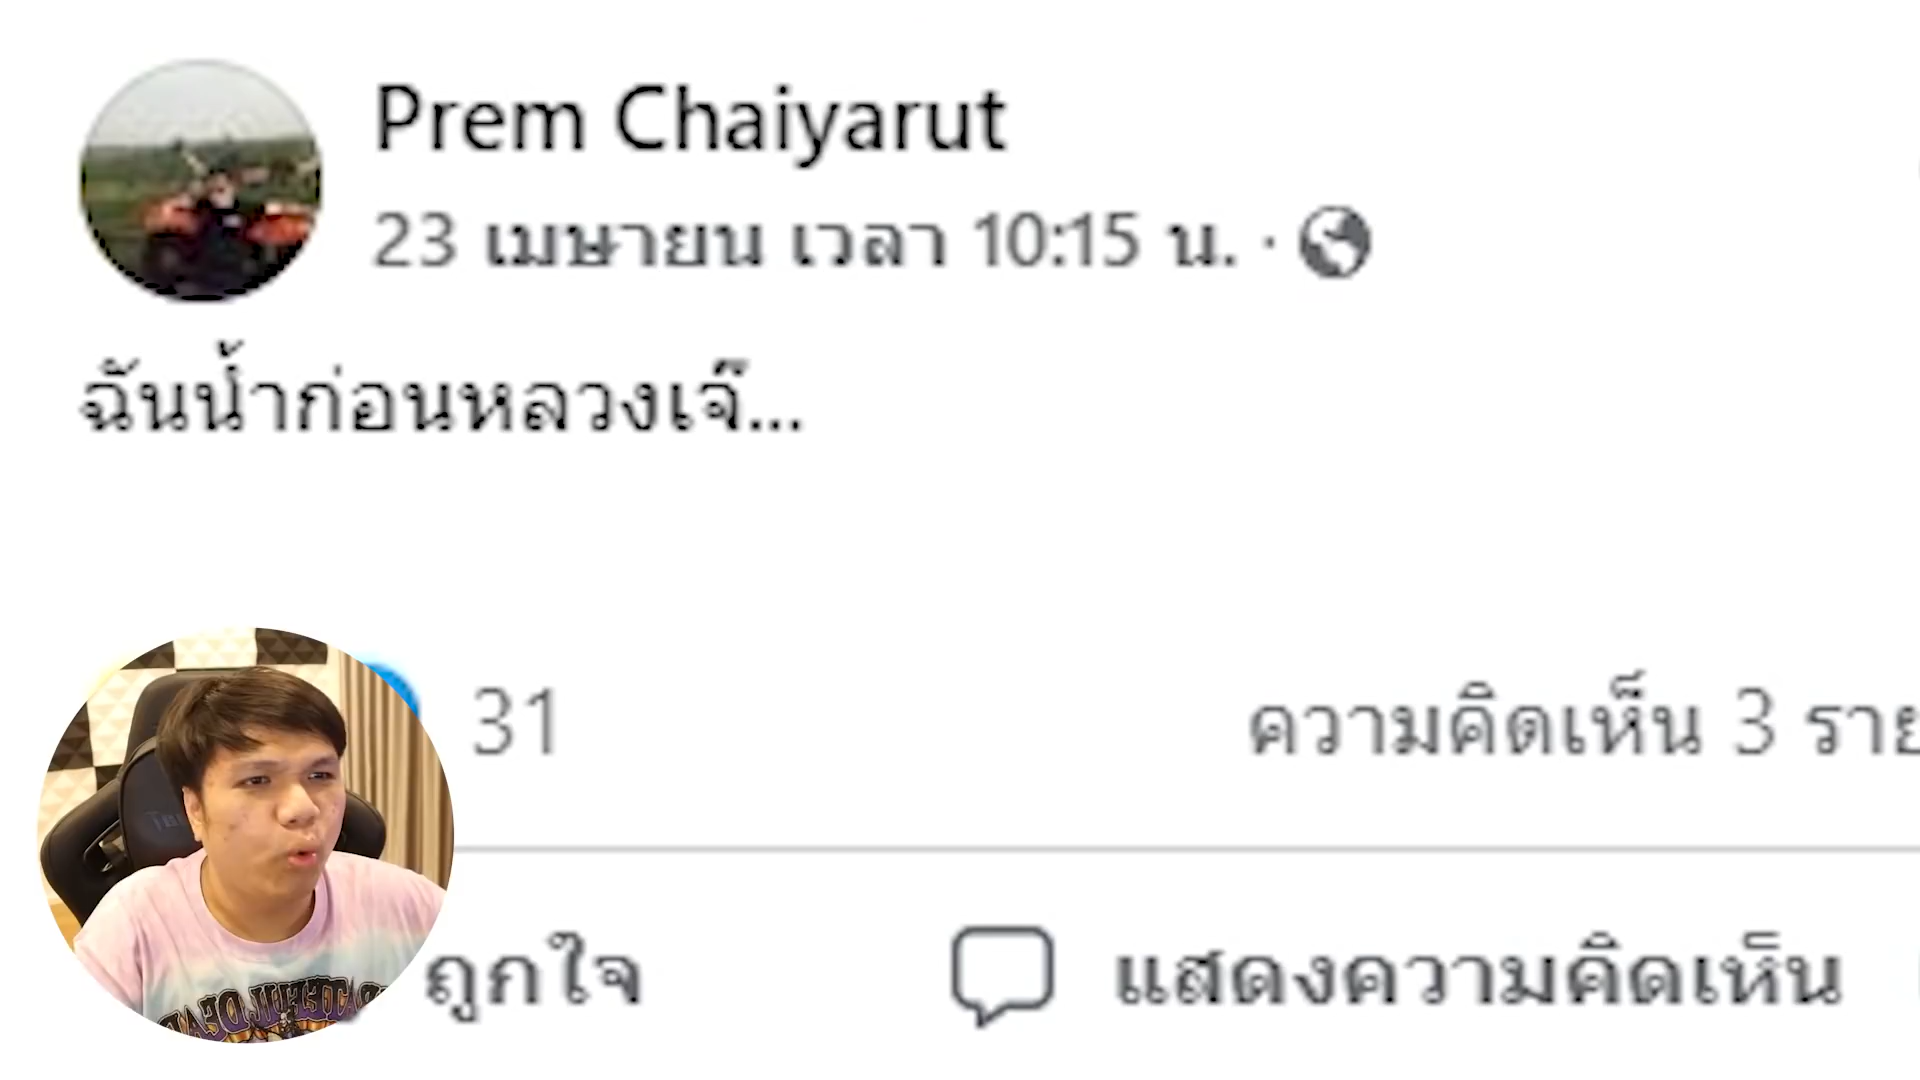 Prem Chaiyarut
23 เมษายน เวลา 10:15 น. ·
ฉันน้ำก่อนหลวงเจ๊...
31
ความคิดเห็น 3 ราย
ถูกใจ
แสดงความคิดเห็น